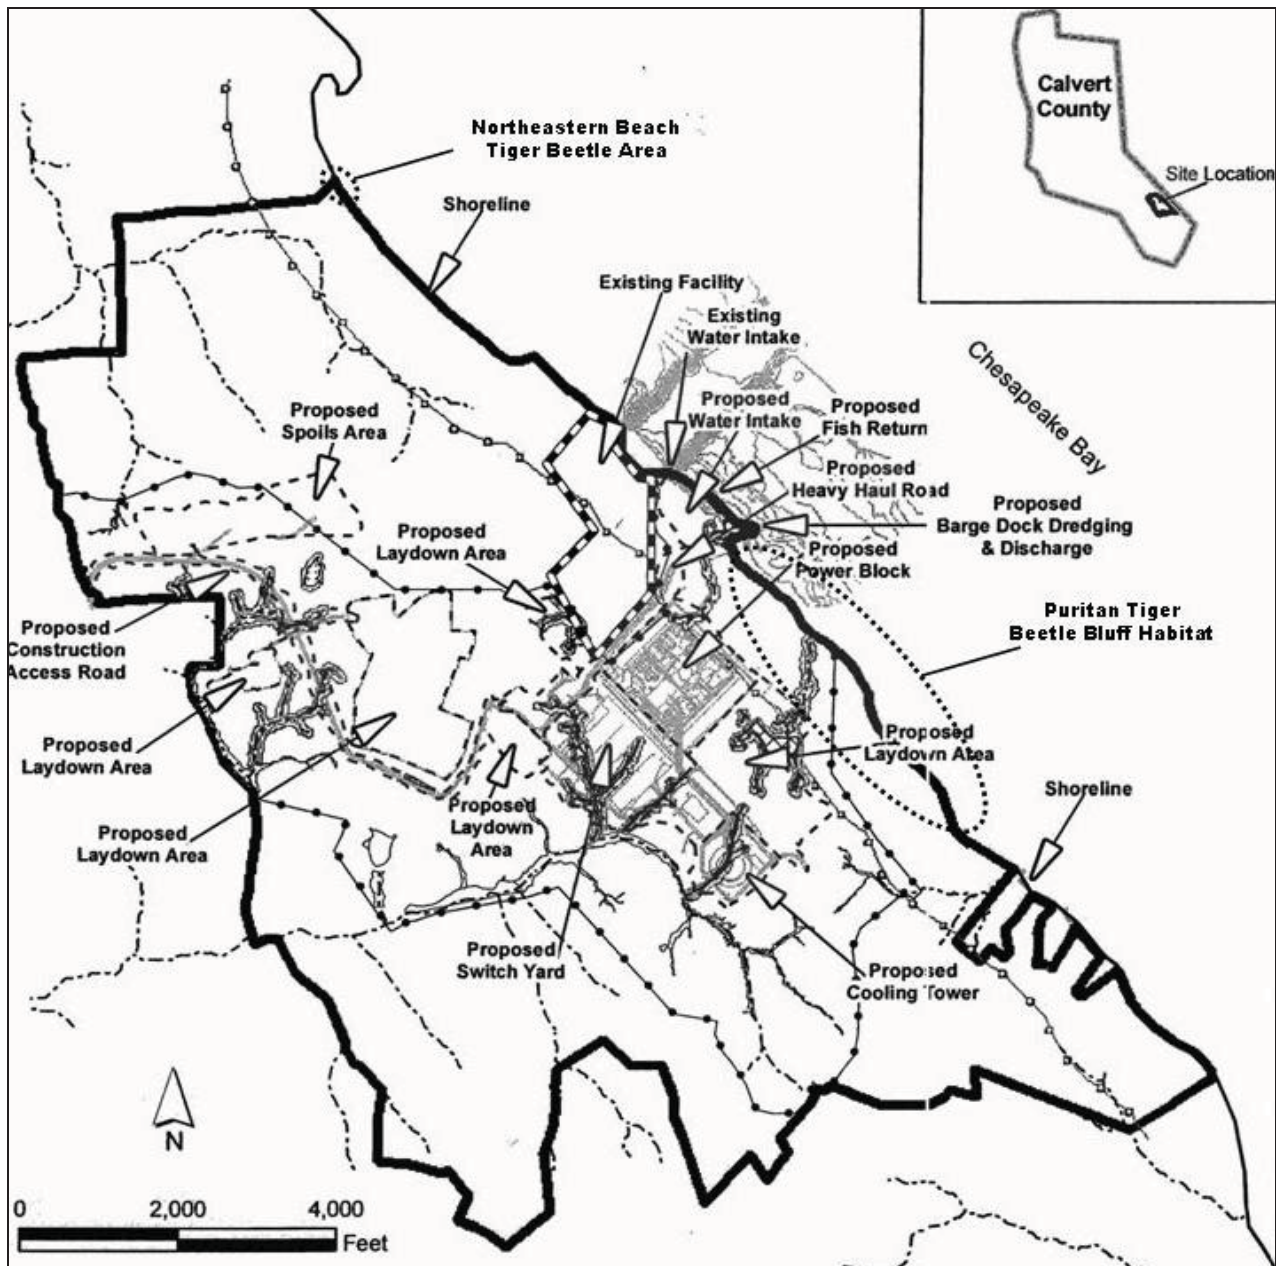 Calvert
County
Site Location
Northeastern Beach
Tiger Beetle Area
Shoreline
Existing Facility
Existing
Water Intake
Chesapeake Bay
Proposed
Water Intake
Proposed
Fish Return
Proposed
Spoils Area
Proposed
Heavy Haul Road
Proposed
Barge Dock Dredging
& Discharge
Proposed
Laydown Area
Proposed
Power Block
Puritan Tiger
Beetle Bluff Habitat
Proposed
Construction
Access Road
Proposed
Laydown Area
Proposed
Laydown Area
Shoreline
Proposed
Laydown
Area
Proposed
Laydown Area
Proposed
Switch Yard
Proposed
Cooling Tower
N
0 2,000 4,000
Feet